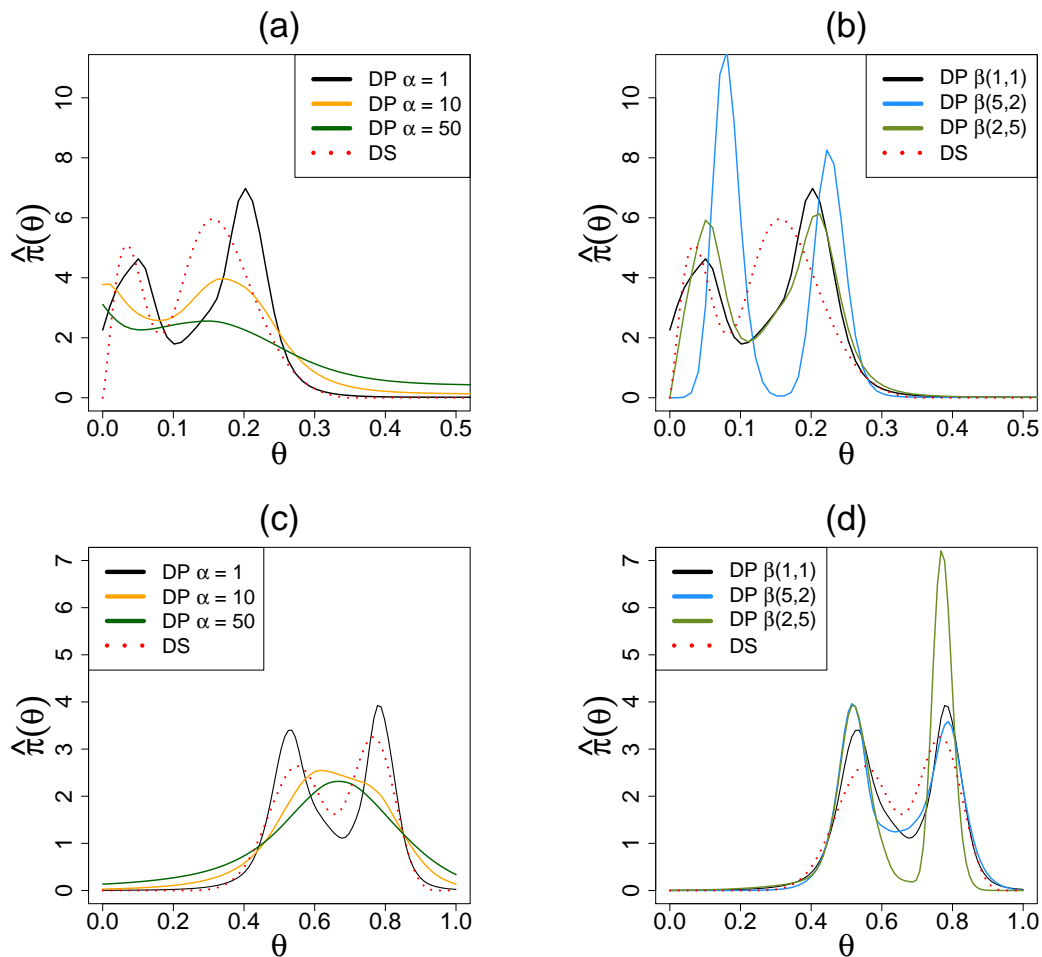 (a)
DP α = 1
DP α = 10
DP α = 50
DS
0 2 4 6 8 10
π̂(θ)
0.0 0.1 0.2 0.3 0.4 0.5
θ
(b)
DP β(1,1)
DP β(5,2)
DP β(2,5)
DS
0 2 4 6 8 10
π̂(θ)
0.0 0.1 0.2 0.3 0.4 0.5
θ
(c)
DP α = 1
DP α = 10
DP α = 50
DS
0 1 2 3 4 5 6 7
π̂(θ)
0.0 0.2 0.4 0.6 0.8 1.0
θ
(d)
DP β(1,1)
DP β(5,2)
DP β(2,5)
DS
0 1 2 3 4 5 6 7
π̂(θ)
0.0 0.2 0.4 0.6 0.8 1.0
θ